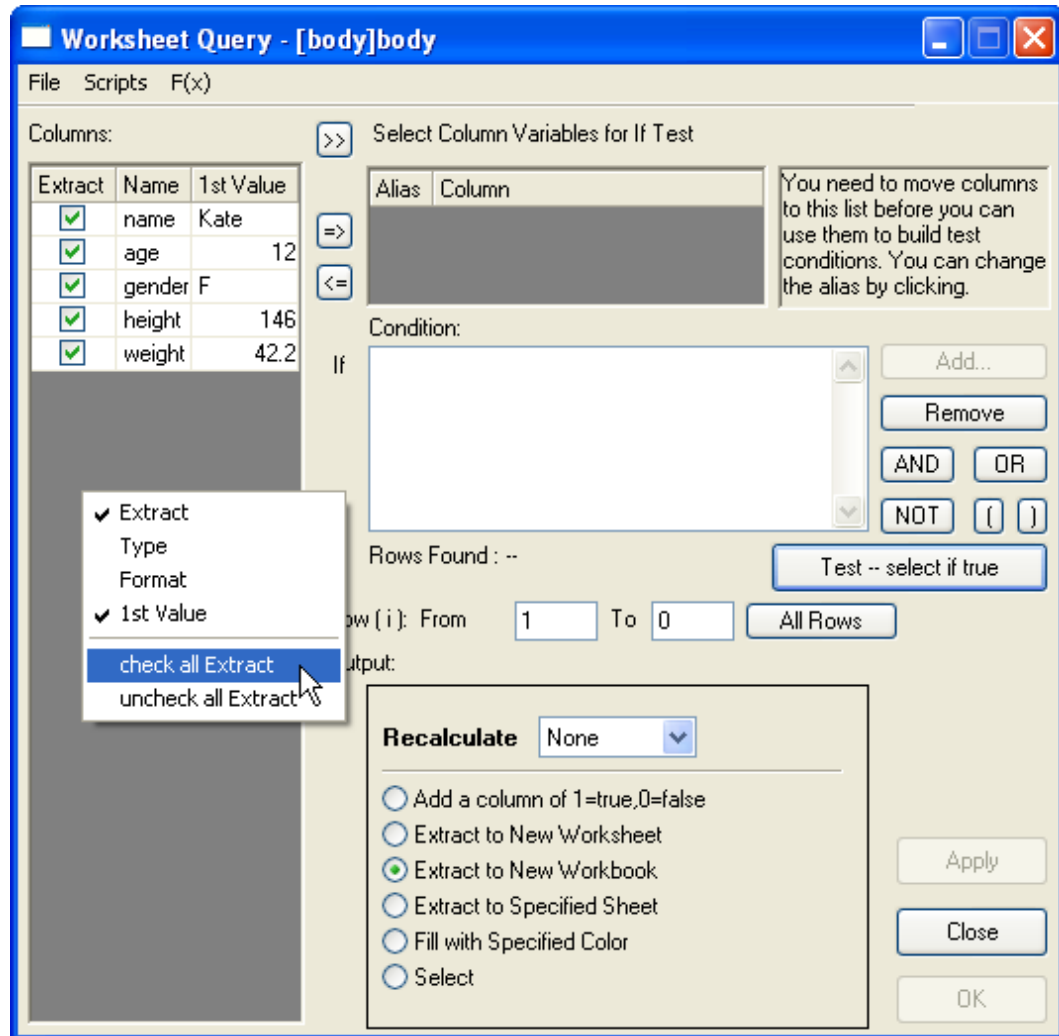 Worksheet Query - [body]body
File Scripts F(x)
Columns:
>>
Select Column Variables for If Test
Extract Name 1st Value
name Kate
age 12
gender F
height 146
weight 42.2
=>
<=
Alias Column
You need to move columns
to this list before you can
use them to build test
conditions. You can change
the alias by clicking.
Condition:
If
Add...
Remove
AND OR
NOT ( )
Extract
Type
Format
1st Value
check all Extract
uncheck all Extract
Rows Found : --
Test -- select if true
ow ( i ): From 1 To 0 All Rows
utput:
Recalculate None
Add a column of 1=true,0=false
Extract to New Worksheet
Extract to New Workbook
Extract to Specified Sheet
Fill with Specified Color
Select
Apply
Close
OK